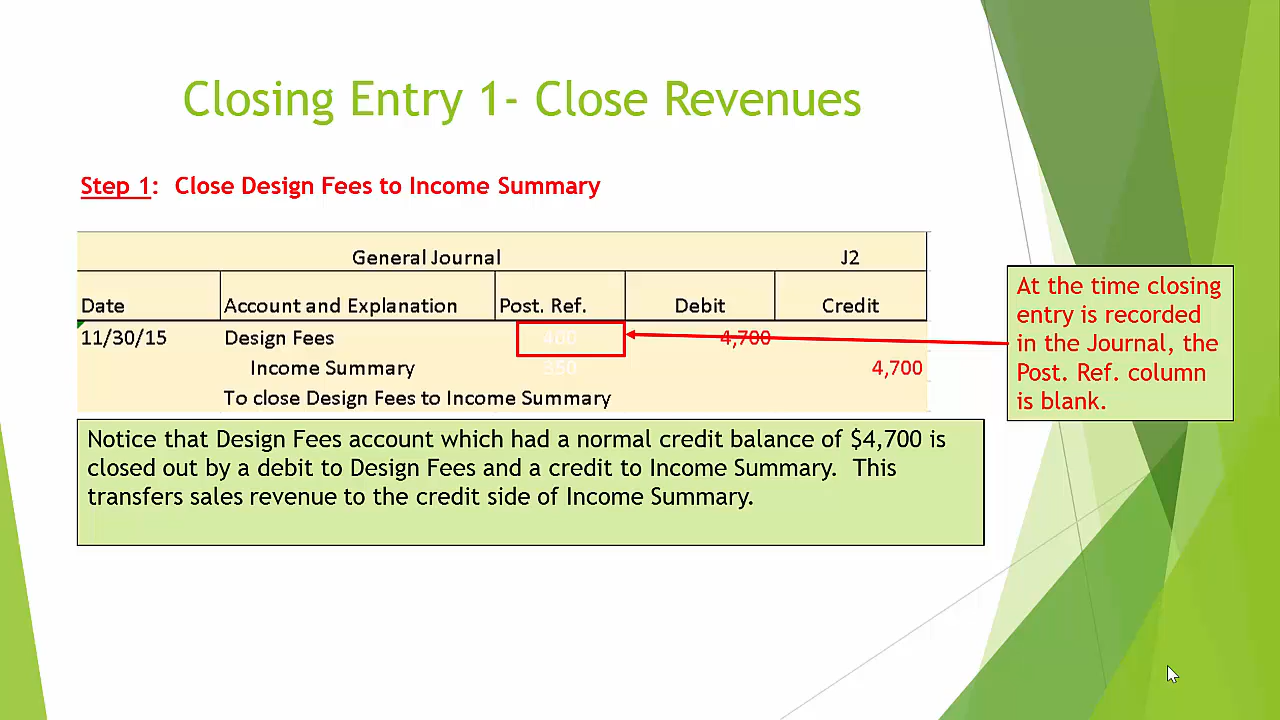 Closing Entry 1- Close Revenues
Step 1: Close Design Fees to Income Summary
General Journal J2
Date Account and Explanation Post. Ref. Debit Credit
11/30/15 Design Fees 400 4,700
Income Summary 350 4,700
To close Design Fees to Income Summary
At the time closing
entry is recorded
in the Journal, the
Post. Ref. column
is blank.
Notice that Design Fees account which had a normal credit balance of $4,700 is
closed out by a debit to Design Fees and a credit to Income Summary. This
transfers sales revenue to the credit side of Income Summary.